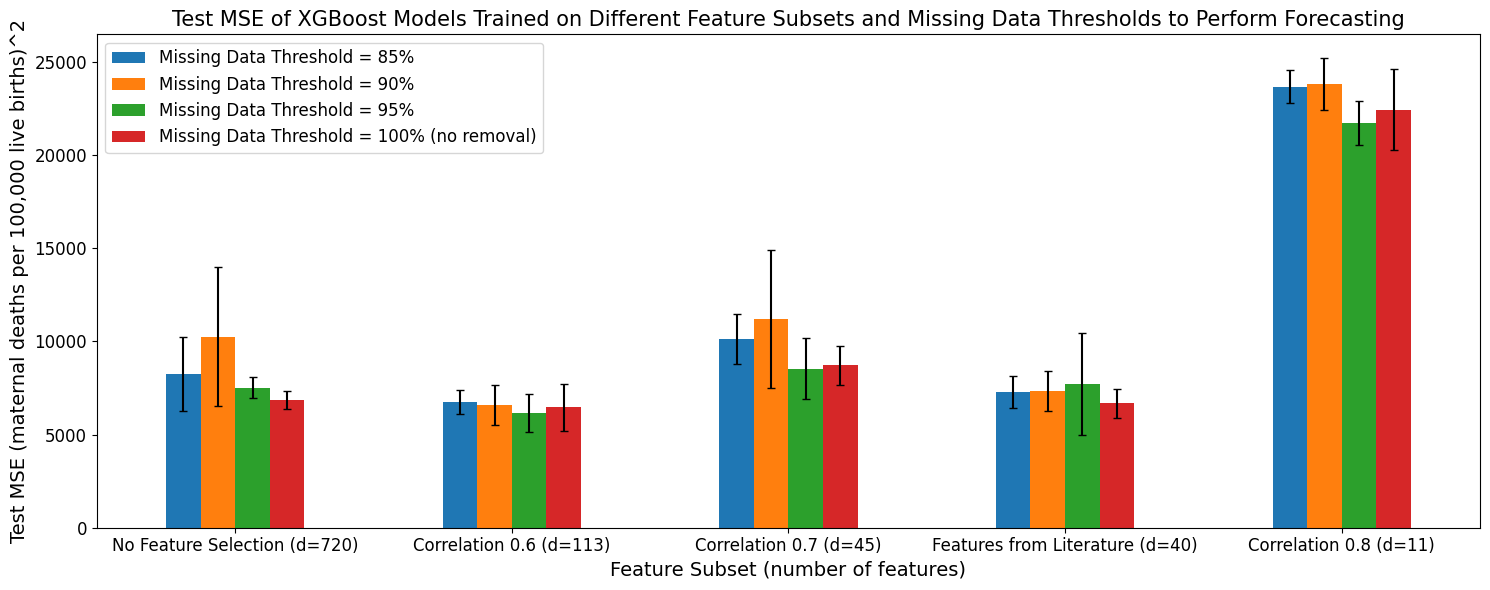 Test MSE of XGBoost Models Trained on Different Feature Subsets and Missing Data Thresholds to Perform Forecasting
Test MSE (maternal deaths per 100,000 live births)^2
25000
20000
15000
10000
5000
0
Missing Data Threshold = 85%
Missing Data Threshold = 90%
Missing Data Threshold = 95%
Missing Data Threshold = 100% (no removal)
No Feature Selection (d=720)
Correlation 0.6 (d=113)
Correlation 0.7 (d=45)
Features from Literature (d=40)
Correlation 0.8 (d=11)
Feature Subset (number of features)